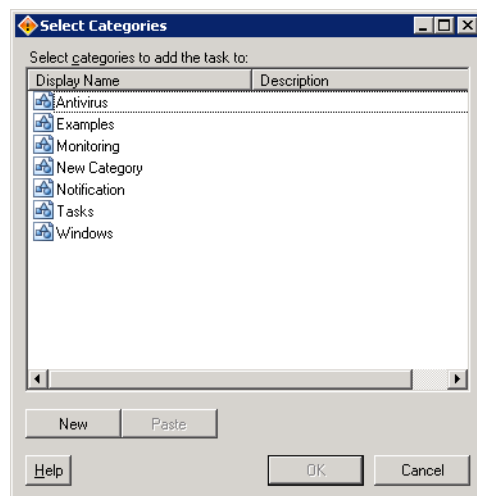 Select Categories
Select categories to add the task to:
Display Name Description
Antivirus
Examples
Monitoring
New Category
Notification
Tasks
Windows
New Paste
Help OK Cancel